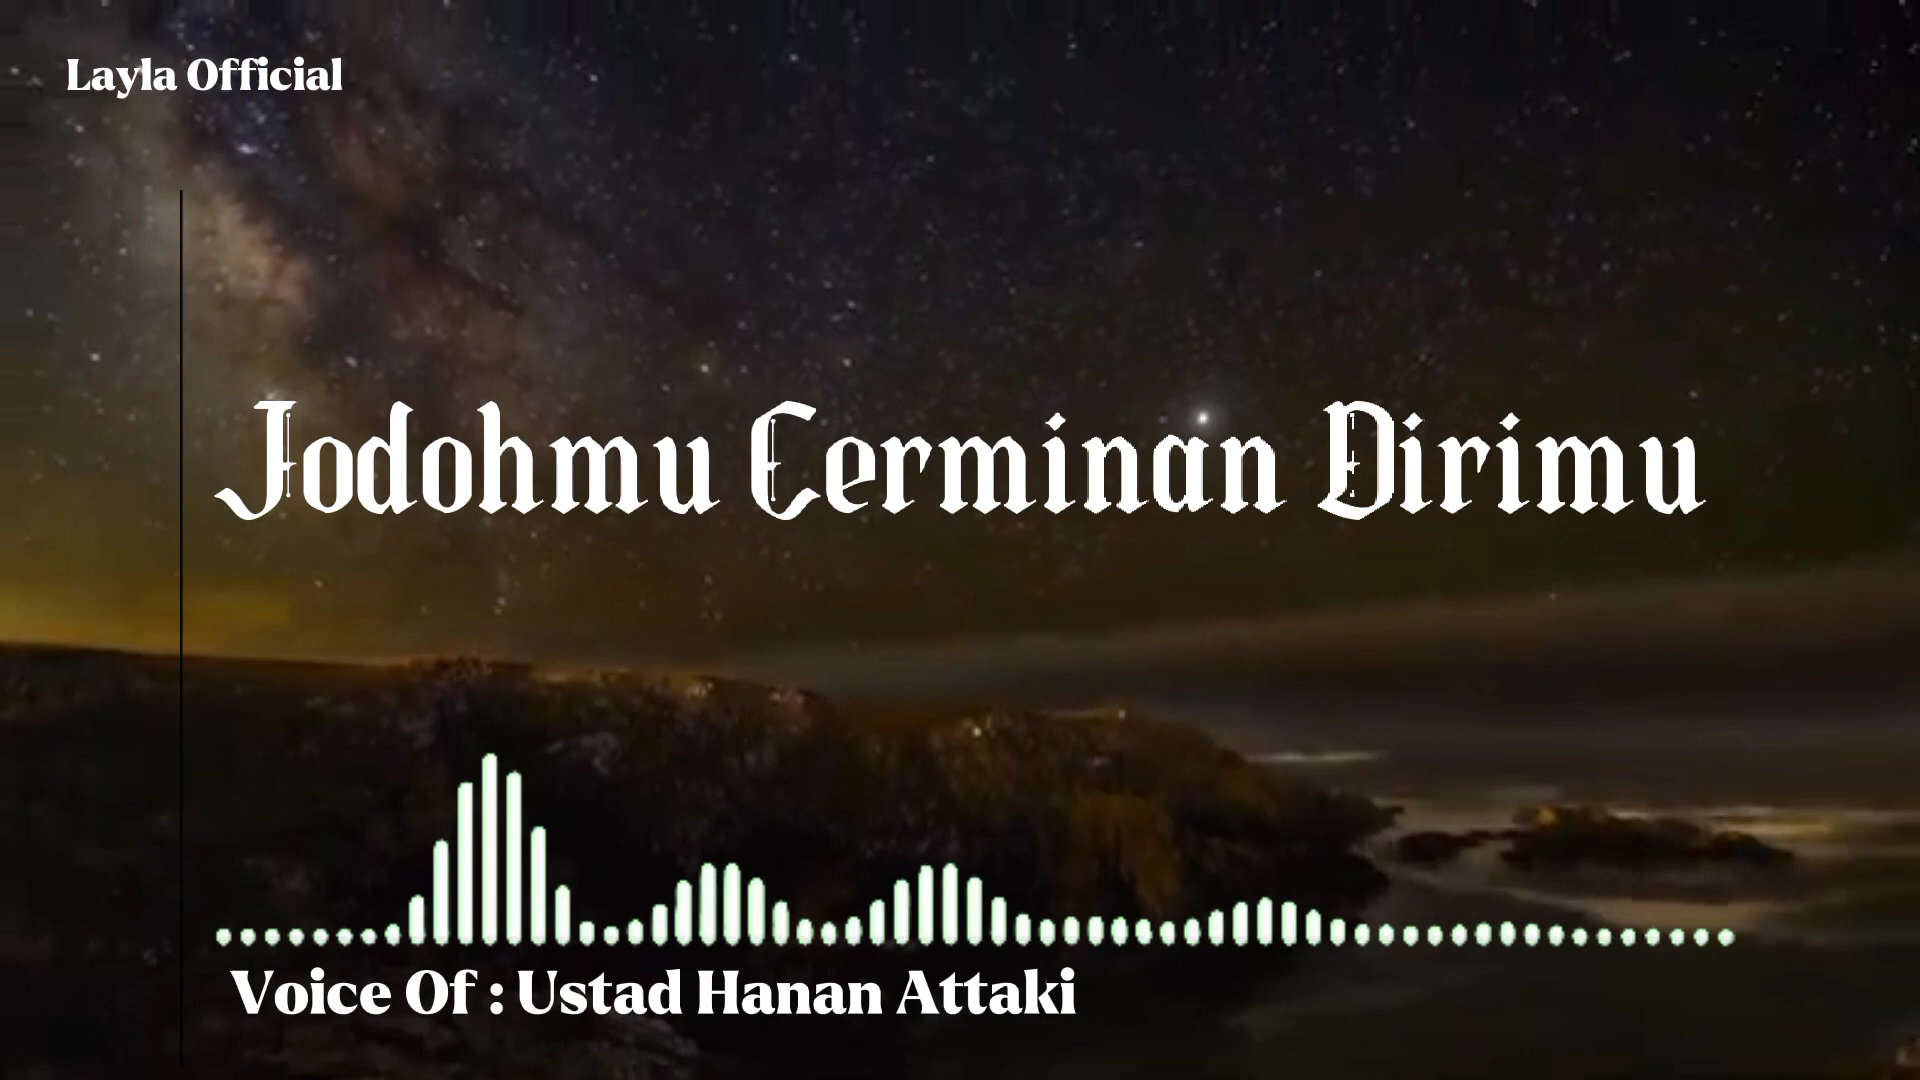 Layla Official
Jodohmu Cerminan Dirimu
Voice Of : Ustad Hanan Attaki